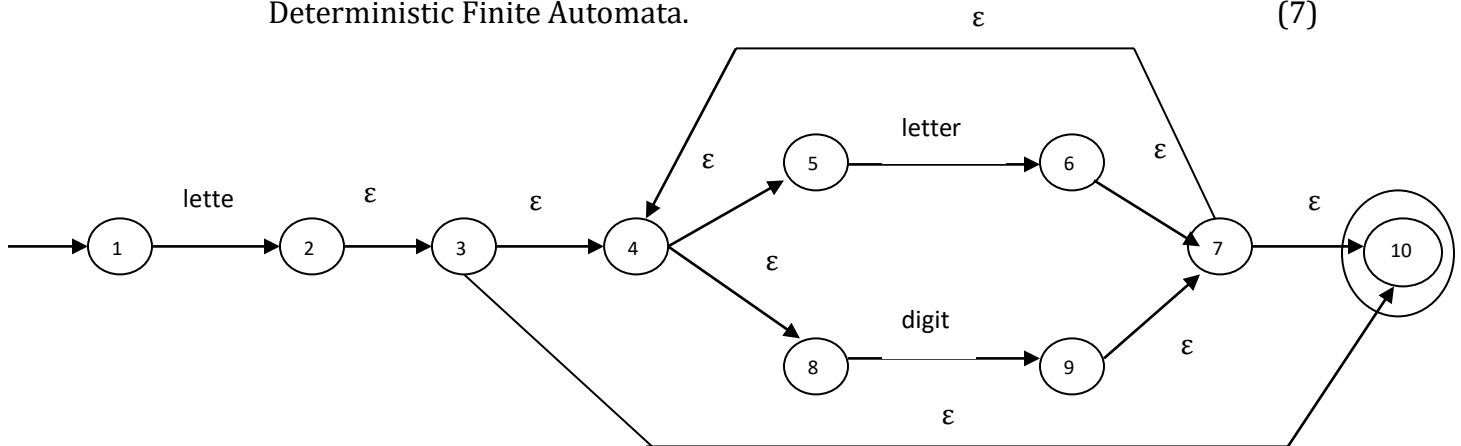 Deterministic Finite Automata. (7)
ε
letter
ε ε
5 6
lette ε ε ε
1 2 3 4 7 10
ε
digit
ε
8 9
ε